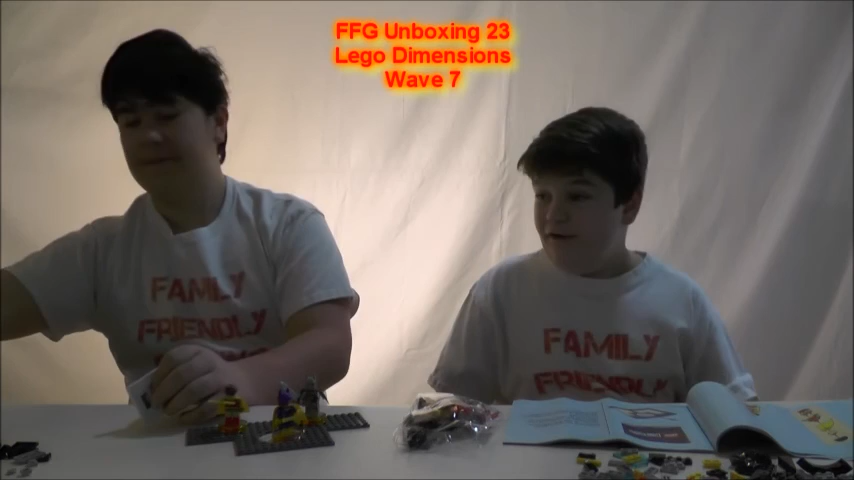 FFG Unboxing 23
Lego Dimensions
Wave 7
FAMILY
FRIENDLY
FAMILY
FRIENDLY